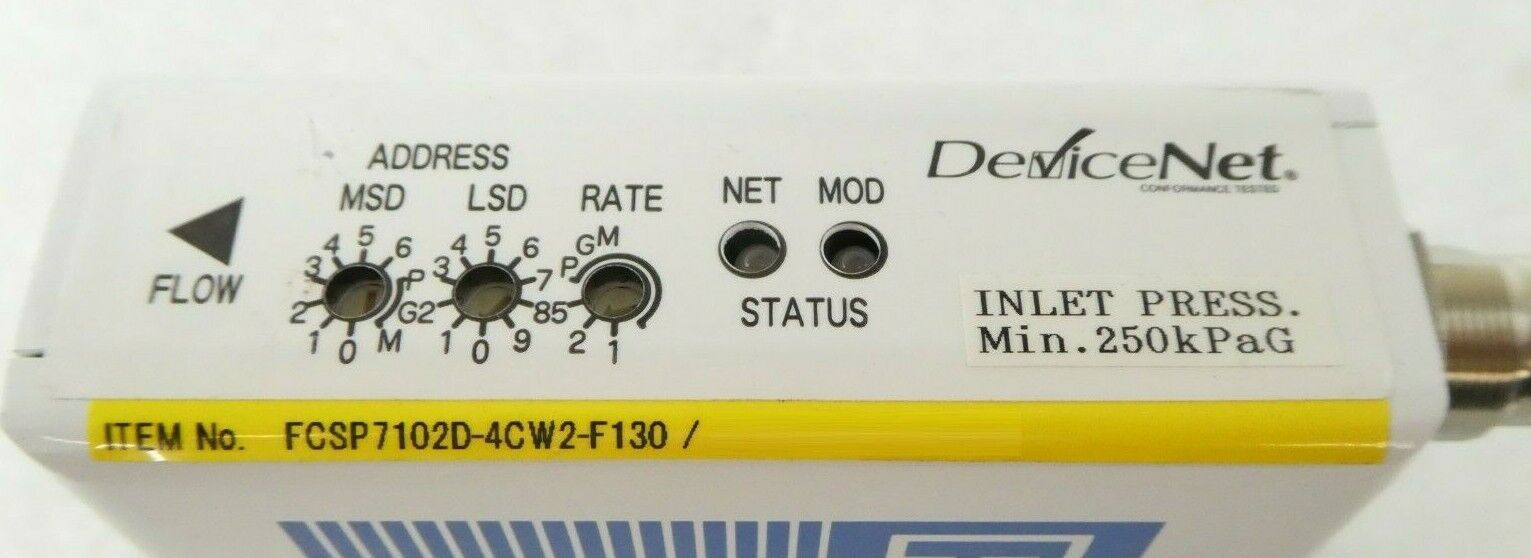 ADDRESS
MSD LSD RATE
NET MOD
DeviceNet®
CONFORMANCE TESTED
FLOW
0 1 2 3 4 5 6 P G M
0 1 2 3 4 5 6 7 8 9
1 2 5 P G M
STATUS
INLET PRESS.
Min.250kPaG
ITEM No. FCSP7102D-4CW2-F130 /